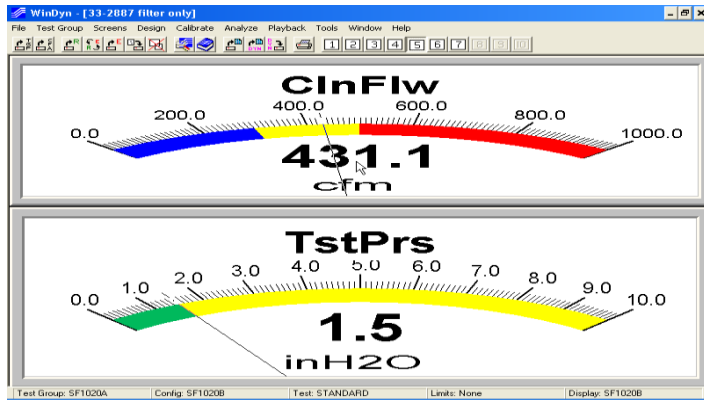 WinDyn - [33-2887 filter only]
File Test Group Screens Design Calibrate Analyze Playback Tools Window Help
1 2 3 4 5 6 7 8 9 10
ClnFlw
0.0 200.0 400.0 600.0 800.0 1000.0
431.1
cfm
TstPrs
0.0 1.0 2.0 3.0 4.0 5.0 6.0 7.0 8.0 9.0 10.0
1.5
inH2O
Test Group: SF1020A Config: SF1020B Test: STANDARD Limits: None Display: SF1020B